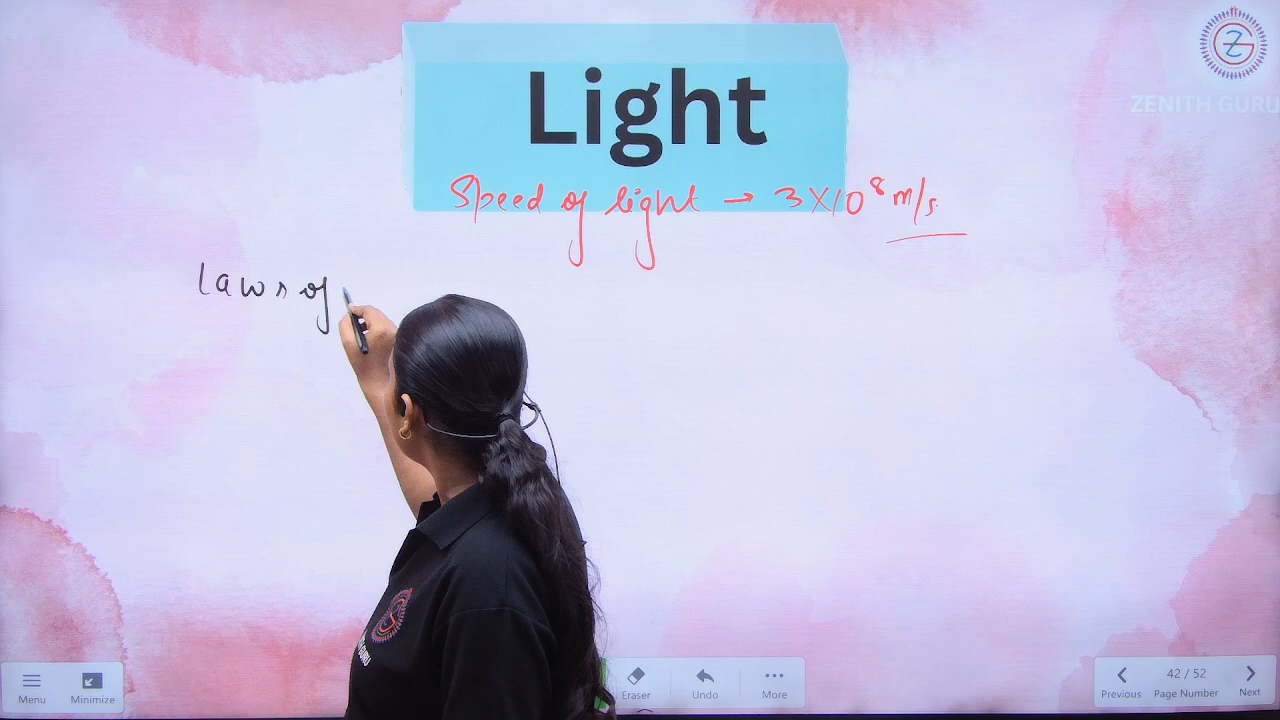 Light
ZENITH GURU
Speed of light → 3×10⁸ m/s
laws of
Menu
Minimize
Eraser
Undo
More
Previous
42 / 52
Page Number
Next